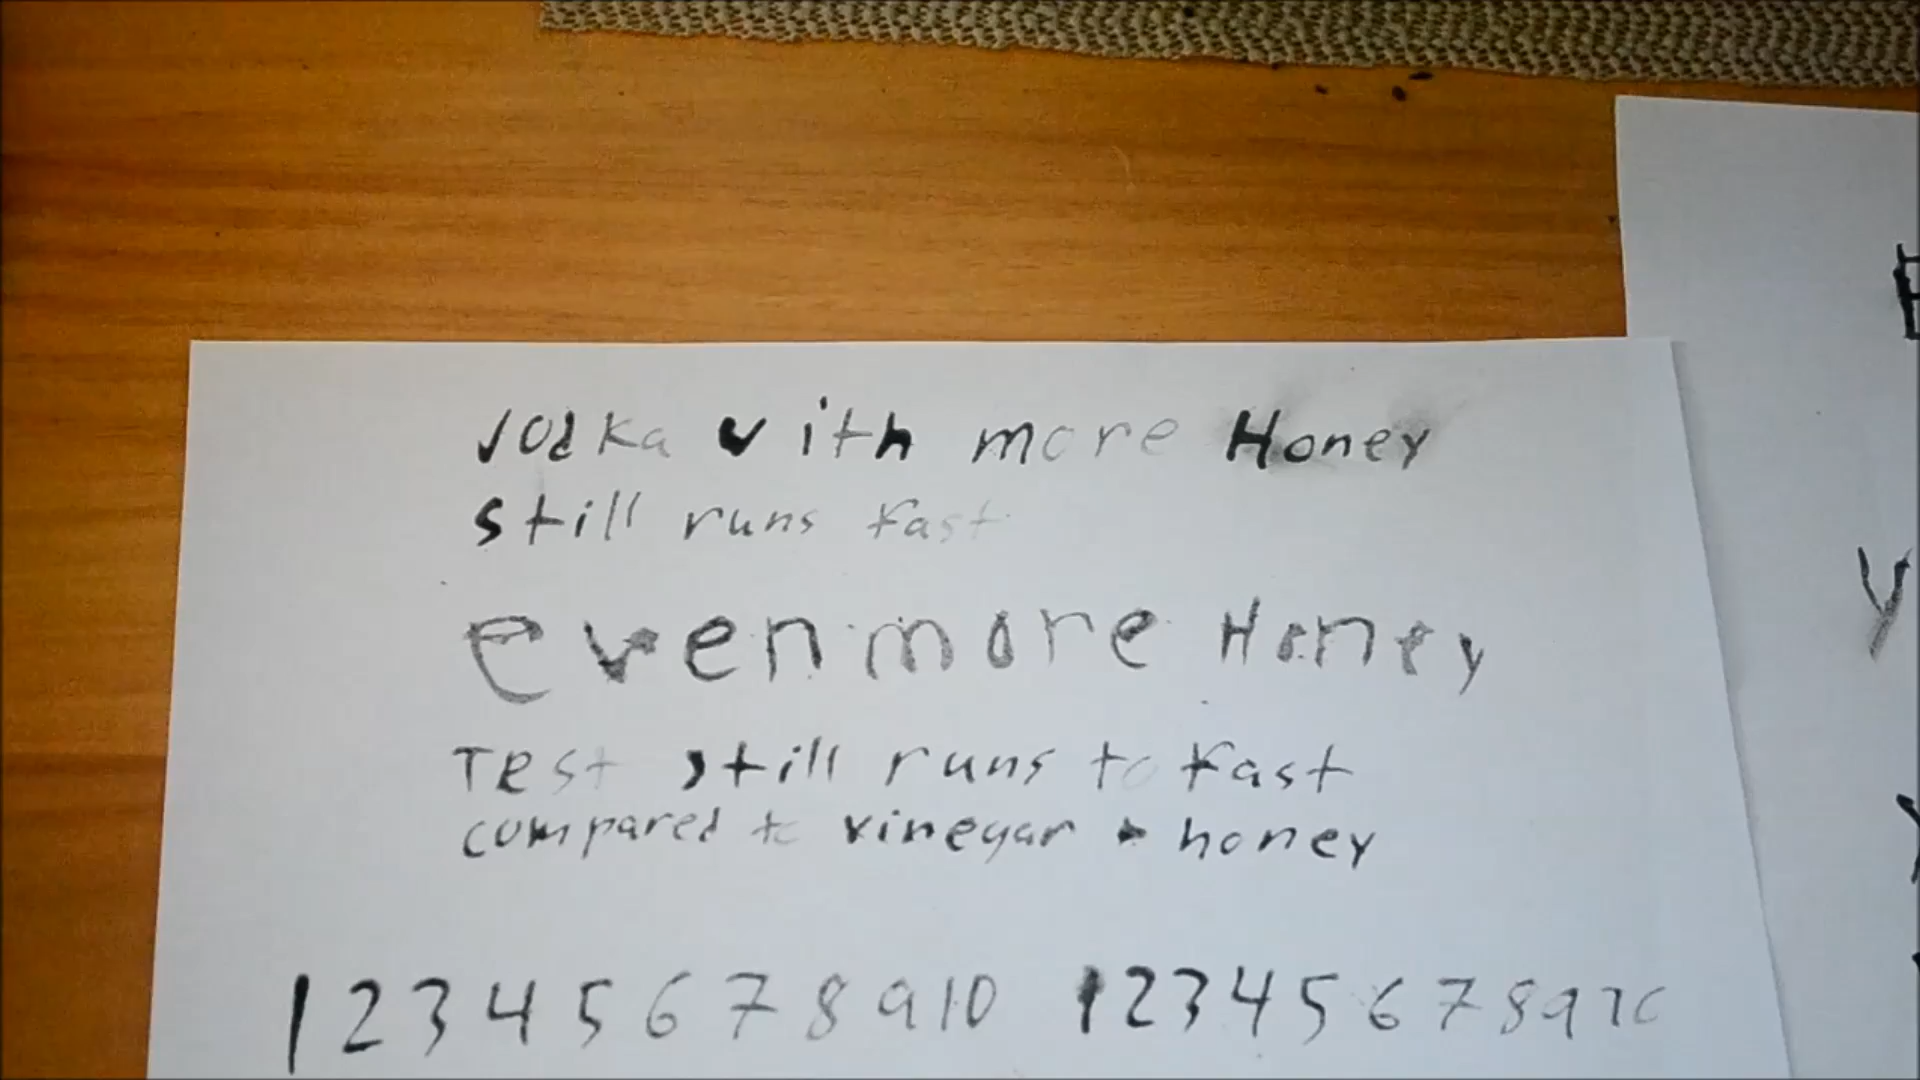 vodka with more Honey
still runs fast
even more Honey
TEST still runs to fast
compared to vinegar + honey
1 2 3 4 5 6 7 8 9 10 1 2 3 4 5 6 7 8 9 10